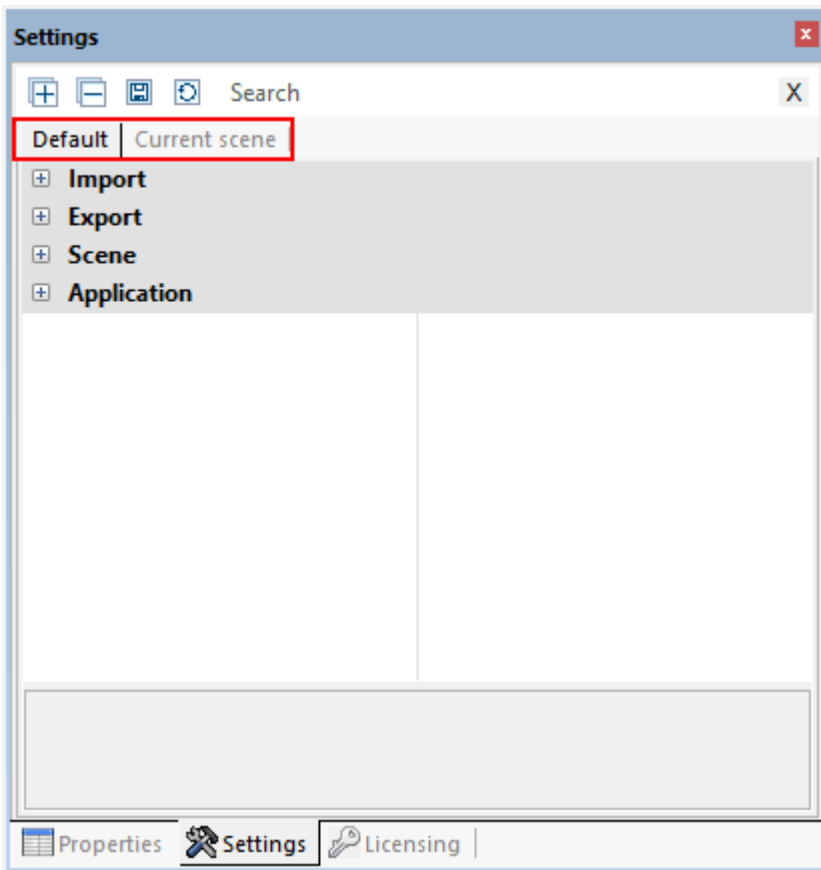 Settings
x
Search X
Default Current scene
Import
Export
Scene
Application
Properties Settings Licensing